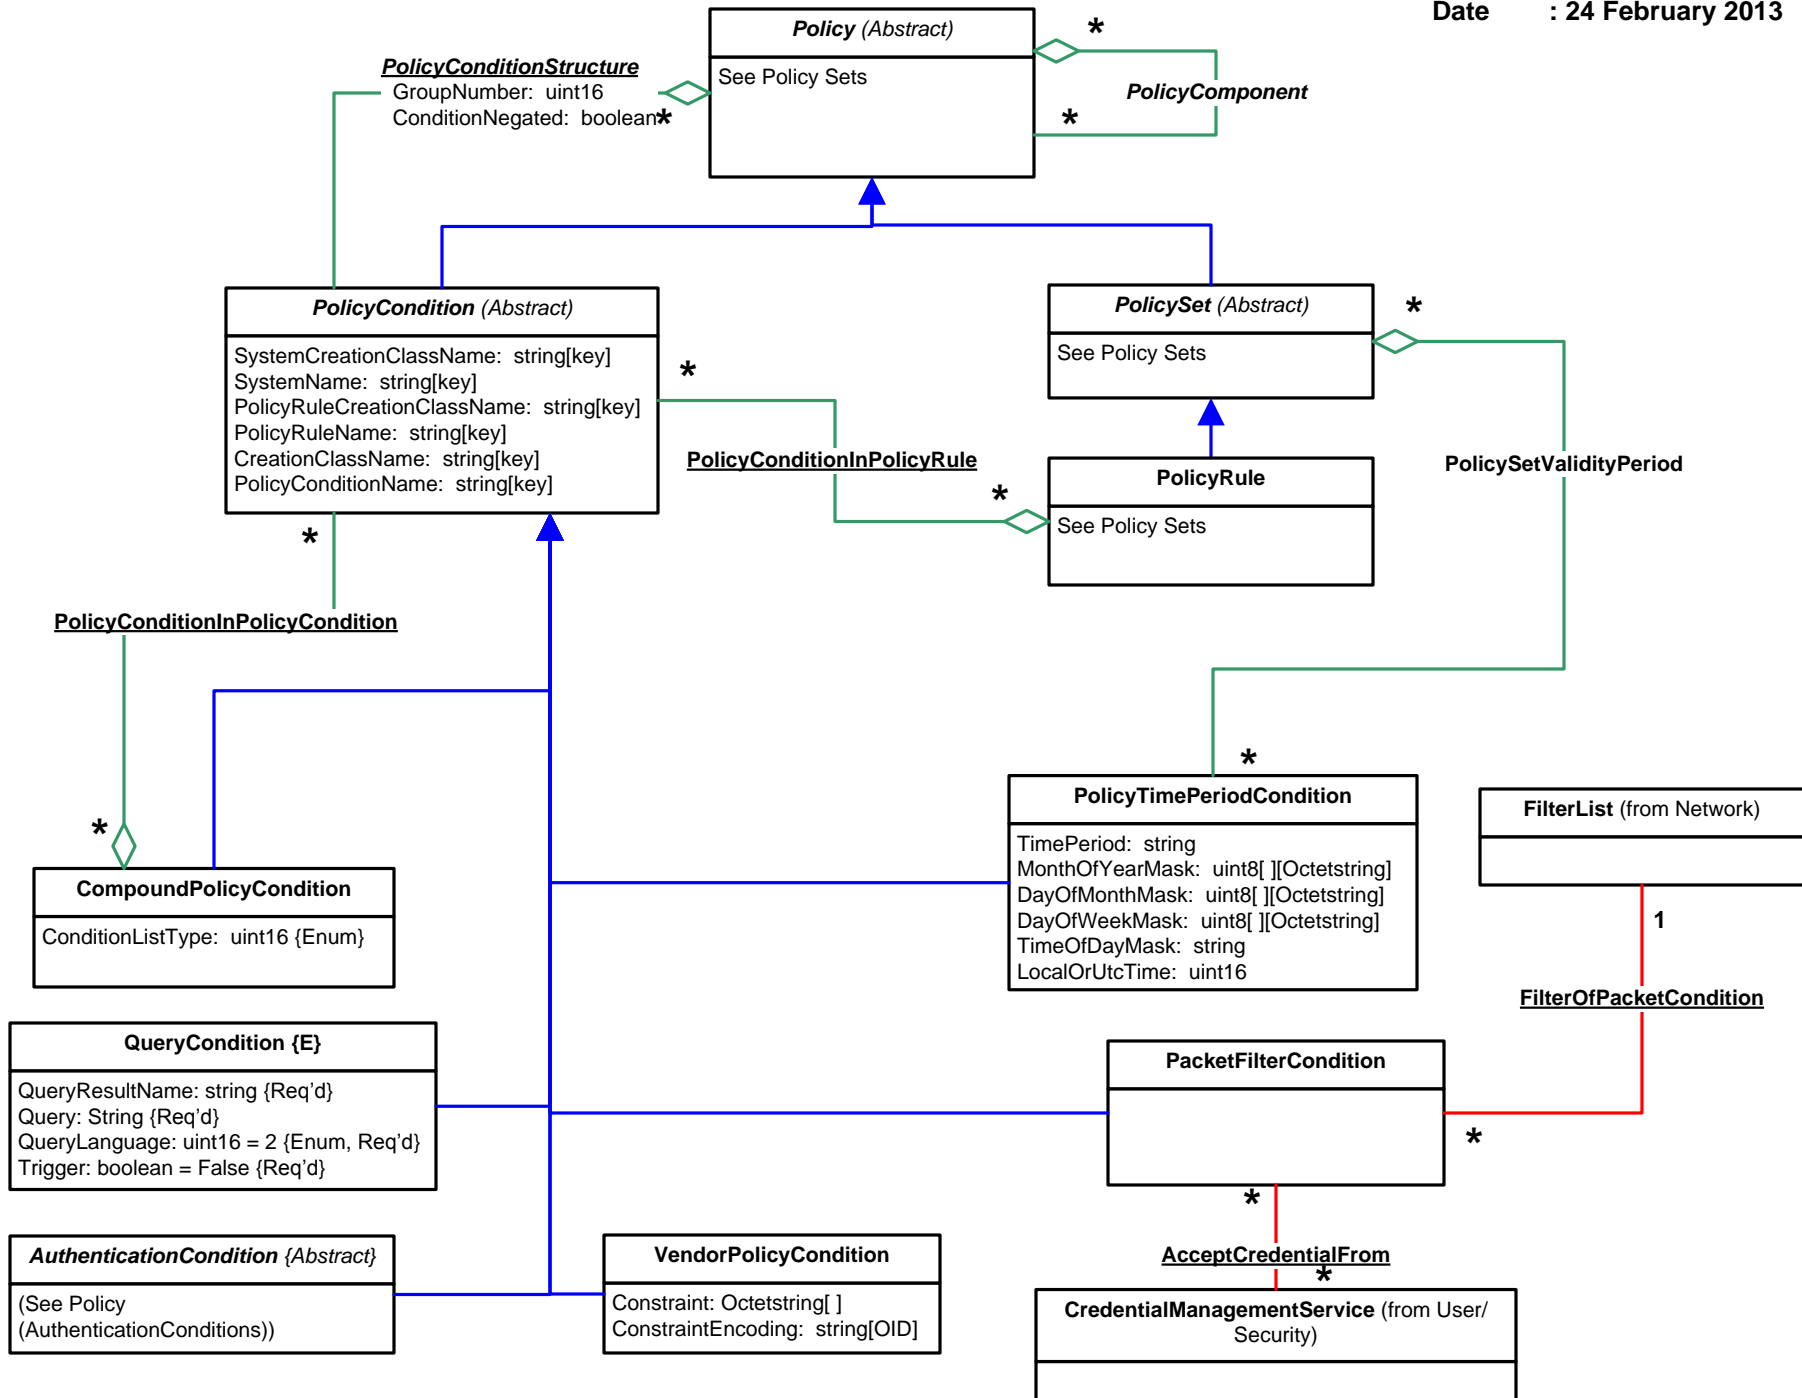 Date : 24 February 2013
Policy (Abstract)
See Policy Sets
*
PolicyComponent
*
PolicyConditionStructure
GroupNumber: uint16
ConditionNegated: boolean
*
PolicyCondition (Abstract)
SystemCreationClassName: string[key]
SystemName: string[key]
PolicyRuleCreationClassName: string[key]
PolicyRuleName: string[key]
CreationClassName: string[key]
PolicyConditionName: string[key]
*
PolicySet (Abstract)
See Policy Sets
*
PolicyConditionInPolicyRule
*
PolicyRule
See Policy Sets
PolicySetValidityPeriod
*
*
PolicyConditionInPolicyCondition
*
CompoundPolicyCondition
ConditionListType: uint16 {Enum}
PolicyTimePeriodCondition
TimePeriod: string
MonthOfYearMask: uint8[ ][Octetstring]
DayOfMonthMask: uint8[ ][Octetstring]
DayOfWeekMask: uint8[ ][Octetstring]
TimeOfDayMask: string
LocalOrUtcTime: uint16
FilterList (from Network)
1
FilterOfPacketCondition
*
QueryCondition {E}
QueryResultName: string {Req’d}
Query: String {Req’d}
QueryLanguage: uint16 = 2 {Enum, Req’d}
Trigger: boolean = False {Req’d}
PacketFilterCondition
*
AcceptCredentialFrom
*
AuthenticationCondition {Abstract}
(See Policy
(AuthenticationConditions))
VendorPolicyCondition
Constraint: Octetstring[ ]
ConstraintEncoding: string[OID]
CredentialManagementService (from User/
Security)